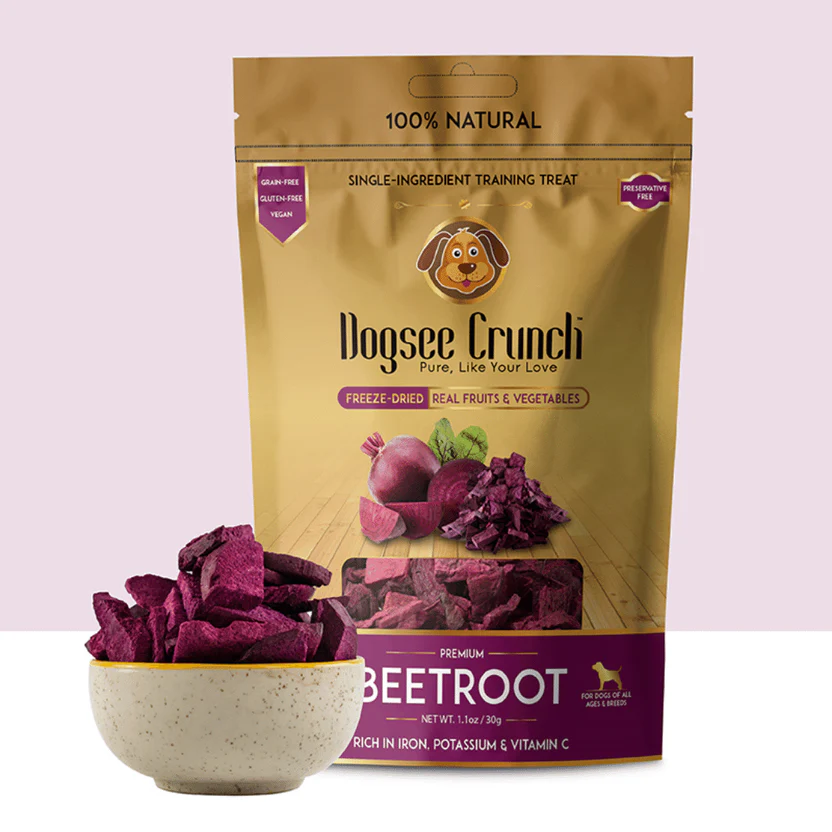 100% NATURAL
SINGLE-INGREDIENT TRAINING TREAT
GRAIN-FREE
GLUTEN-FREE
VEGAN
PRESERVATIVE
FREE
Dogsee Crunch™
Pure, Like Your Love
FREEZE-DRIED REAL FRUITS & VEGETABLES
PREMIUM
BEETROOT
FOR DOGS OF ALL
AGES & BREEDS
NET WT. 1.1oz / 30g
RICH IN IRON, POTASSIUM & VITAMIN C